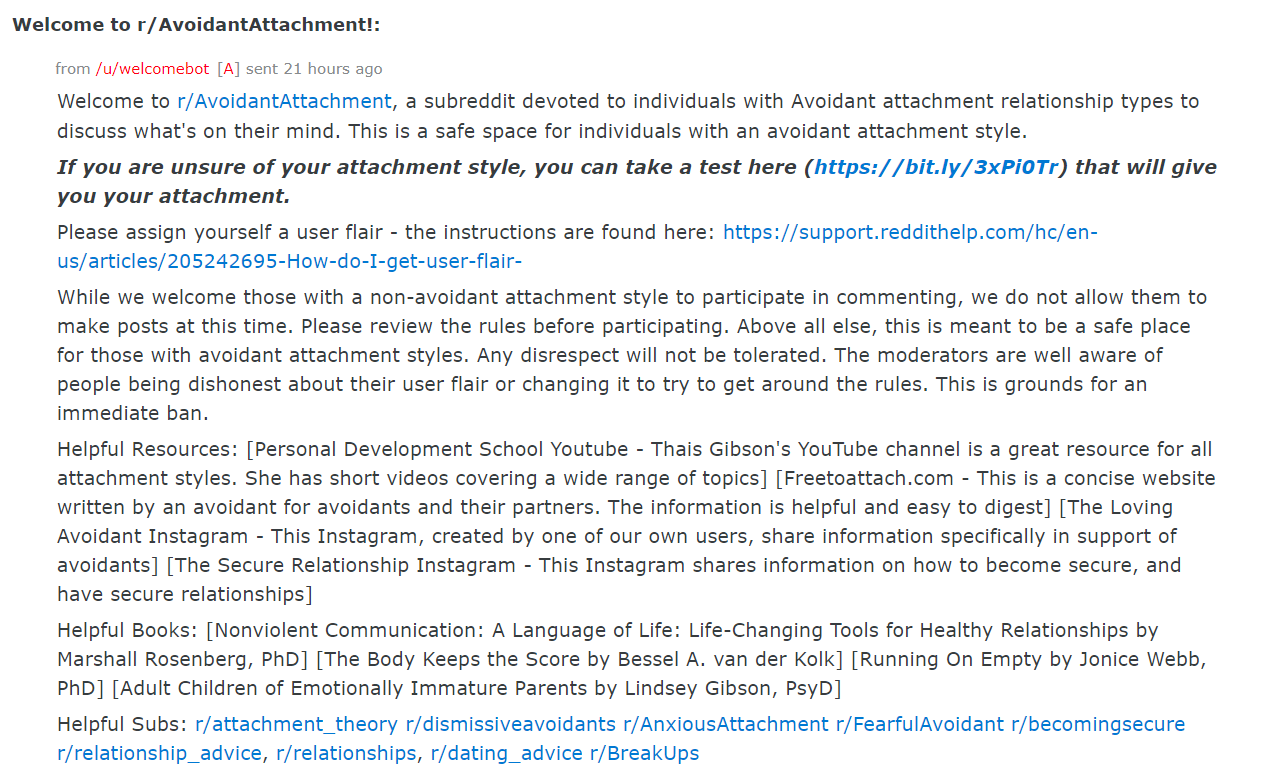 Welcome to r/AvoidantAttachment!:
from /u/welcomebot [A] sent 21 hours ago
Welcome to r/AvoidantAttachment, a subreddit devoted to individuals with Avoidant attachment relationship types to
discuss what's on their mind. This is a safe space for individuals with an avoidant attachment style.
If you are unsure of your attachment style, you can take a test here (https://bit.ly/3xPi0Tr) that will give
you your attachment.
Please assign yourself a user flair - the instructions are found here: https://support.reddithelp.com/hc/en-
us/articles/205242695-How-do-I-get-user-flair-
While we welcome those with a non-avoidant attachment style to participate in commenting, we do not allow them to
make posts at this time. Please review the rules before participating. Above all else, this is meant to be a safe place
for those with avoidant attachment styles. Any disrespect will not be tolerated. The moderators are well aware of
people being dishonest about their user flair or changing it to try to get around the rules. This is grounds for an
immediate ban.
Helpful Resources: [Personal Development School Youtube - Thais Gibson's YouTube channel is a great resource for all
attachment styles. She has short videos covering a wide range of topics] [Freetoattach.com - This is a concise website
written by an avoidant for avoidants and their partners. The information is helpful and easy to digest] [The Loving
Avoidant Instagram - This Instagram, created by one of our own users, share information specifically in support of
avoidants] [The Secure Relationship Instagram - This Instagram shares information on how to become secure, and
have secure relationships]
Helpful Books: [Nonviolent Communication: A Language of Life: Life-Changing Tools for Healthy Relationships by
Marshall Rosenberg, PhD] [The Body Keeps the Score by Bessel A. van der Kolk] [Running On Empty by Jonice Webb,
PhD] [Adult Children of Emotionally Immature Parents by Lindsey Gibson, PsyD]
Helpful Subs: r/attachment_theory r/dismissiveavoidants r/AnxiousAttachment r/FearfulAvoidant r/becomingsecure
r/relationship_advice, r/relationships, r/dating_advice r/BreakUps